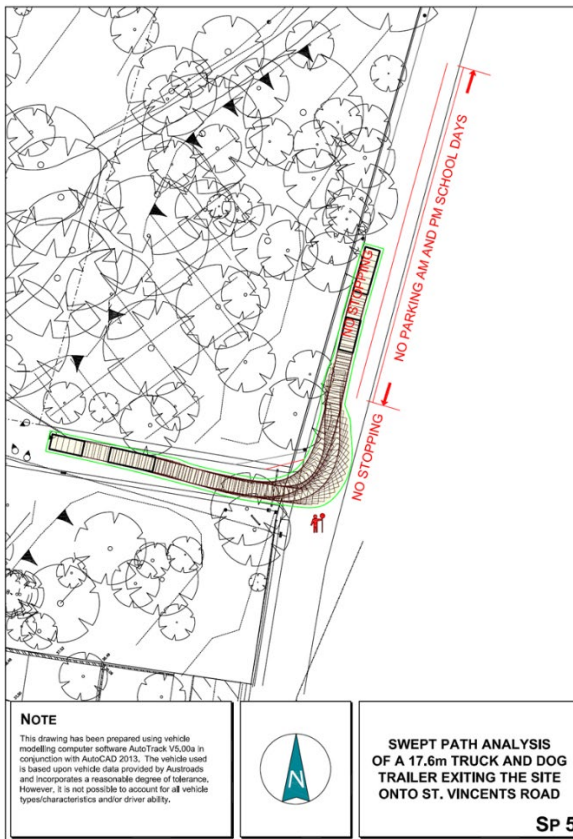 NO PARKING AM AND PM SCHOOL DAYS
NO STOPPING
NO STOPPING
NOTE
This drawing has been prepared using vehicle
modelling computer software AutoTrack V5.00a in
conjunction with AutoCAD 2013. The vehicle used
is based upon vehicle data provided by Austroads
and incorporates a reasonable degree of tolerance.
However, it is not possible to account for all vehicle
types/characteristics and/or driver ability.
N
SWEPT PATH ANALYSIS
OF A 17.6m TRUCK AND DOG
TRAILER EXITING THE SITE
ONTO ST. VINCENTS ROAD
SP 5